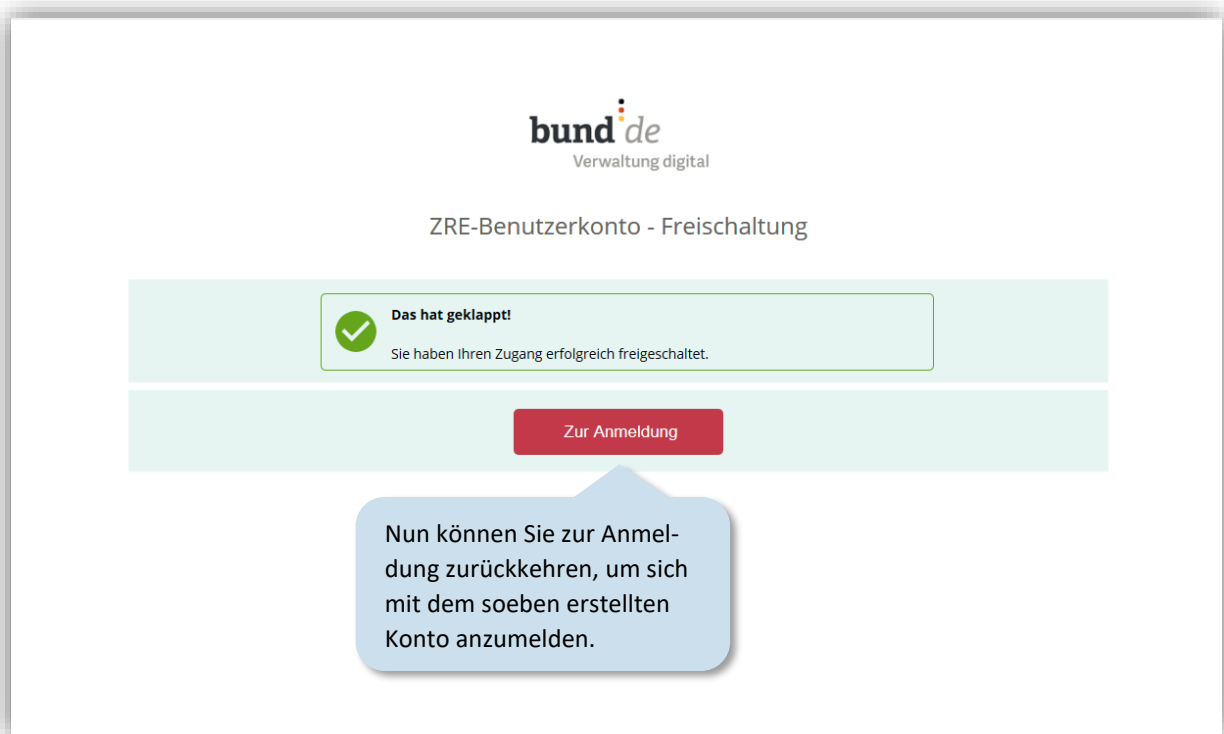 bund de
Verwaltung digital
ZRE-Benutzerkonto - Freischaltung
Das hat geklappt!
Sie haben Ihren Zugang erfolgreich freigeschaltet.
Zur Anmeldung
Nun können Sie zur Anmel-
dung zurückkehren, um sich
mit dem soeben erstellten
Konto anzumelden.